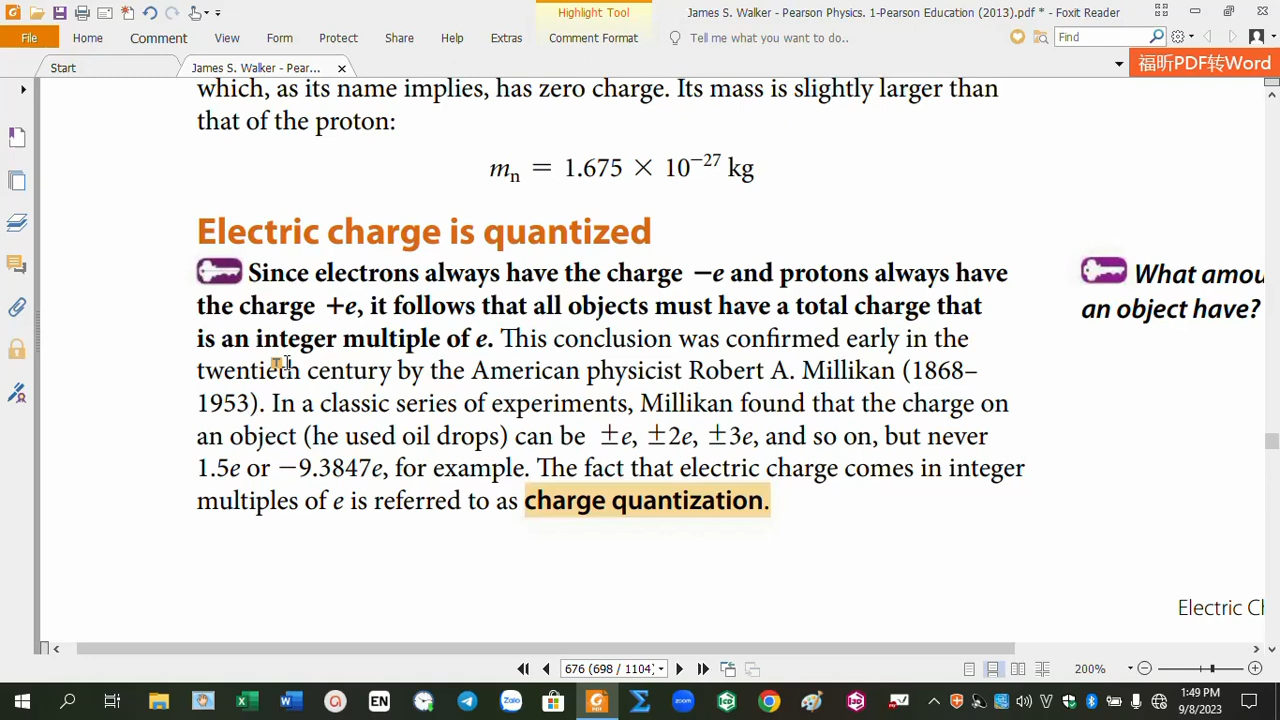 James S. Walker - Pearson Physics. 1-Pearson Education (2013).pdf * - Foxit Reader
Highlight Tool
File Home Comment View Form Protect Share Help Extras Comment Format Tell me what you want to do.. Find
Start James S. Walker - Pear...
福昕PDF转Word
which, as its name implies, has zero charge. Its mass is slightly larger than
that of the proton:
mn = 1.675 × 10−27 kg
Electric charge is quantized
Since electrons always have the charge −e and protons always have
the charge +e, it follows that all objects must have a total charge that
is an integer multiple of e. This conclusion was confirmed early in the
twentieth century by the American physicist Robert A. Millikan (1868–
1953). In a classic series of experiments, Millikan found that the charge on
an object (he used oil drops) can be ±e, ±2e, ±3e, and so on, but never
1.5e or −9.3847e, for example. The fact that electric charge comes in integer
multiples of e is referred to as charge quantization.
What amou
an object have?
Electric Ch
676 (698 / 1104)
200%
EN
Zalo
zoom
1:49 PM
9/8/2023